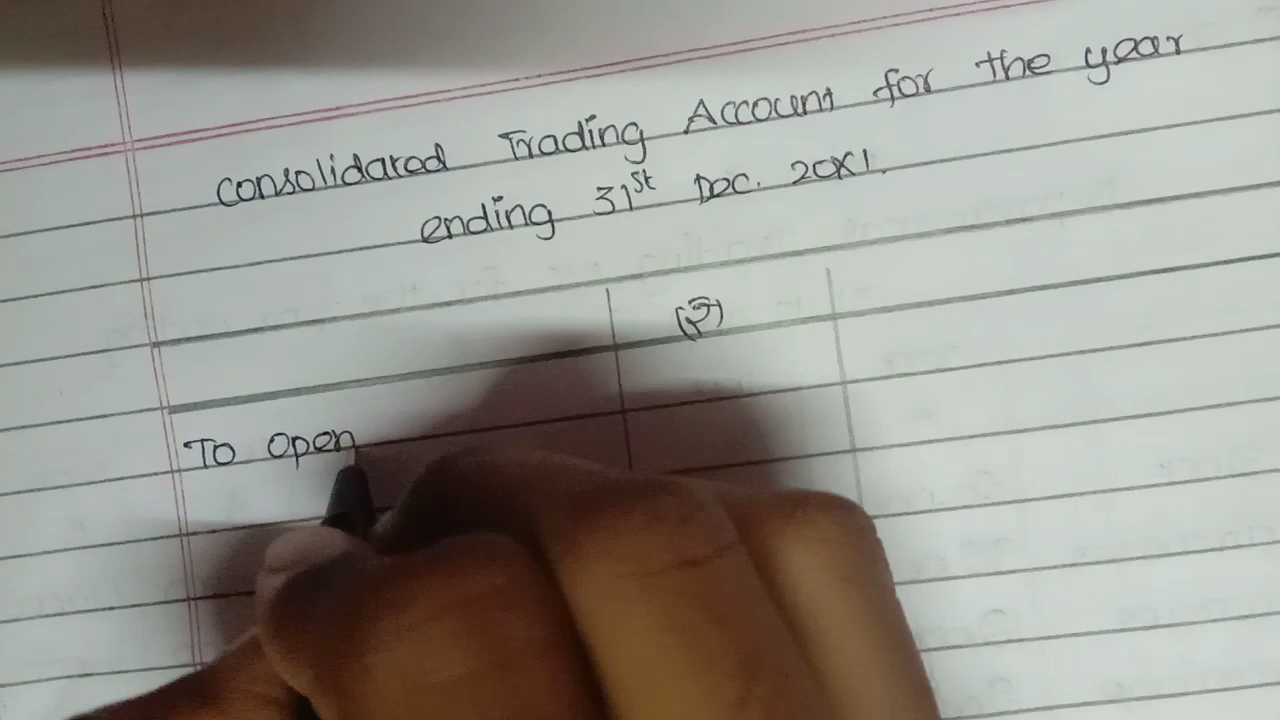 Consolidated Trading Account for the year
ending 31st Dec. 20X1.
(₹)
To Open